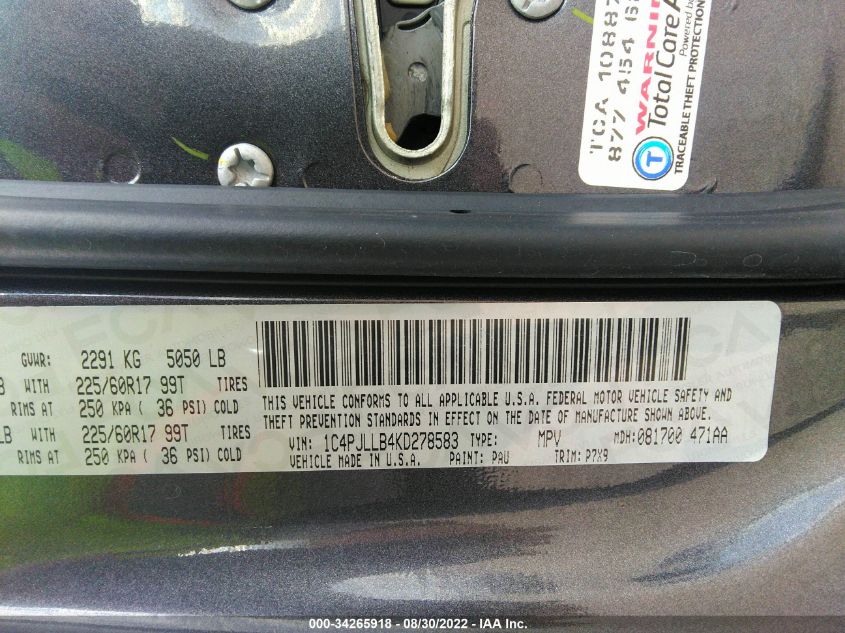 TCA 1088
877 454 6
WARNIN
Total Core A
Powered b
TRACEABLE THEFT PROTECTION
GVWR: 2291 KG 5050 LB
B WITH 225/60R17 99T TIRES
RIMS AT 250 KPA ( 36 PSI) COLD
LB WITH 225/60R17 99T TIRES
RIMS AT 250 KPA ( 36 PSI) COLD
THIS VEHICLE CONFORMS TO ALL APPLICABLE U.S.A. FEDERAL MOTOR VEHICLE SAFETY AND
THEFT PREVENTION STANDARDS IN EFFECT ON THE DATE OF MANUFACTURE SHOWN ABOVE.
VIN: 1C4PJLLB4KD278583 TYPE: MPV MDH: 081700 471AA
VEHICLE MADE IN U.S.A. PAINT: PAU TRIM: P7X9
000-34265918 - 08/30/2022 - IAA Inc.